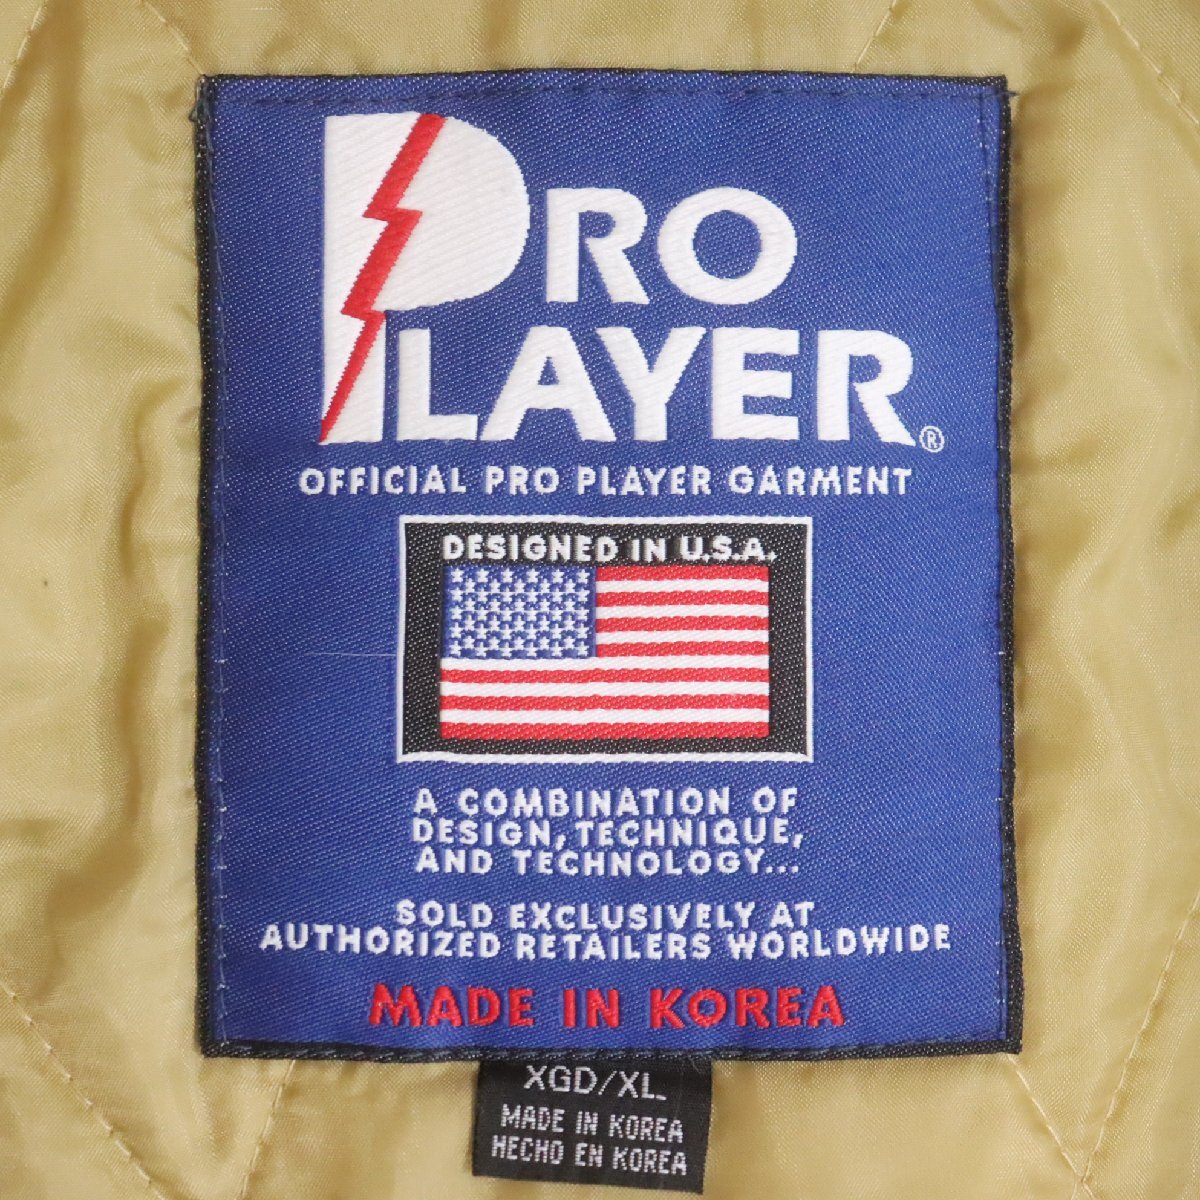 PRO
PLAYER®
OFFICIAL PRO PLAYER GARMENT
DESIGNED IN U.S.A.
A COMBINATION OF
DESIGN, TECHNIQUE,
AND TECHNOLOGY...
SOLD EXCLUSIVELY AT
AUTHORIZED RETAILERS WORLDWIDE
MADE IN KOREA
XGD/XL
MADE IN KOREA
HECHO EN KOREA